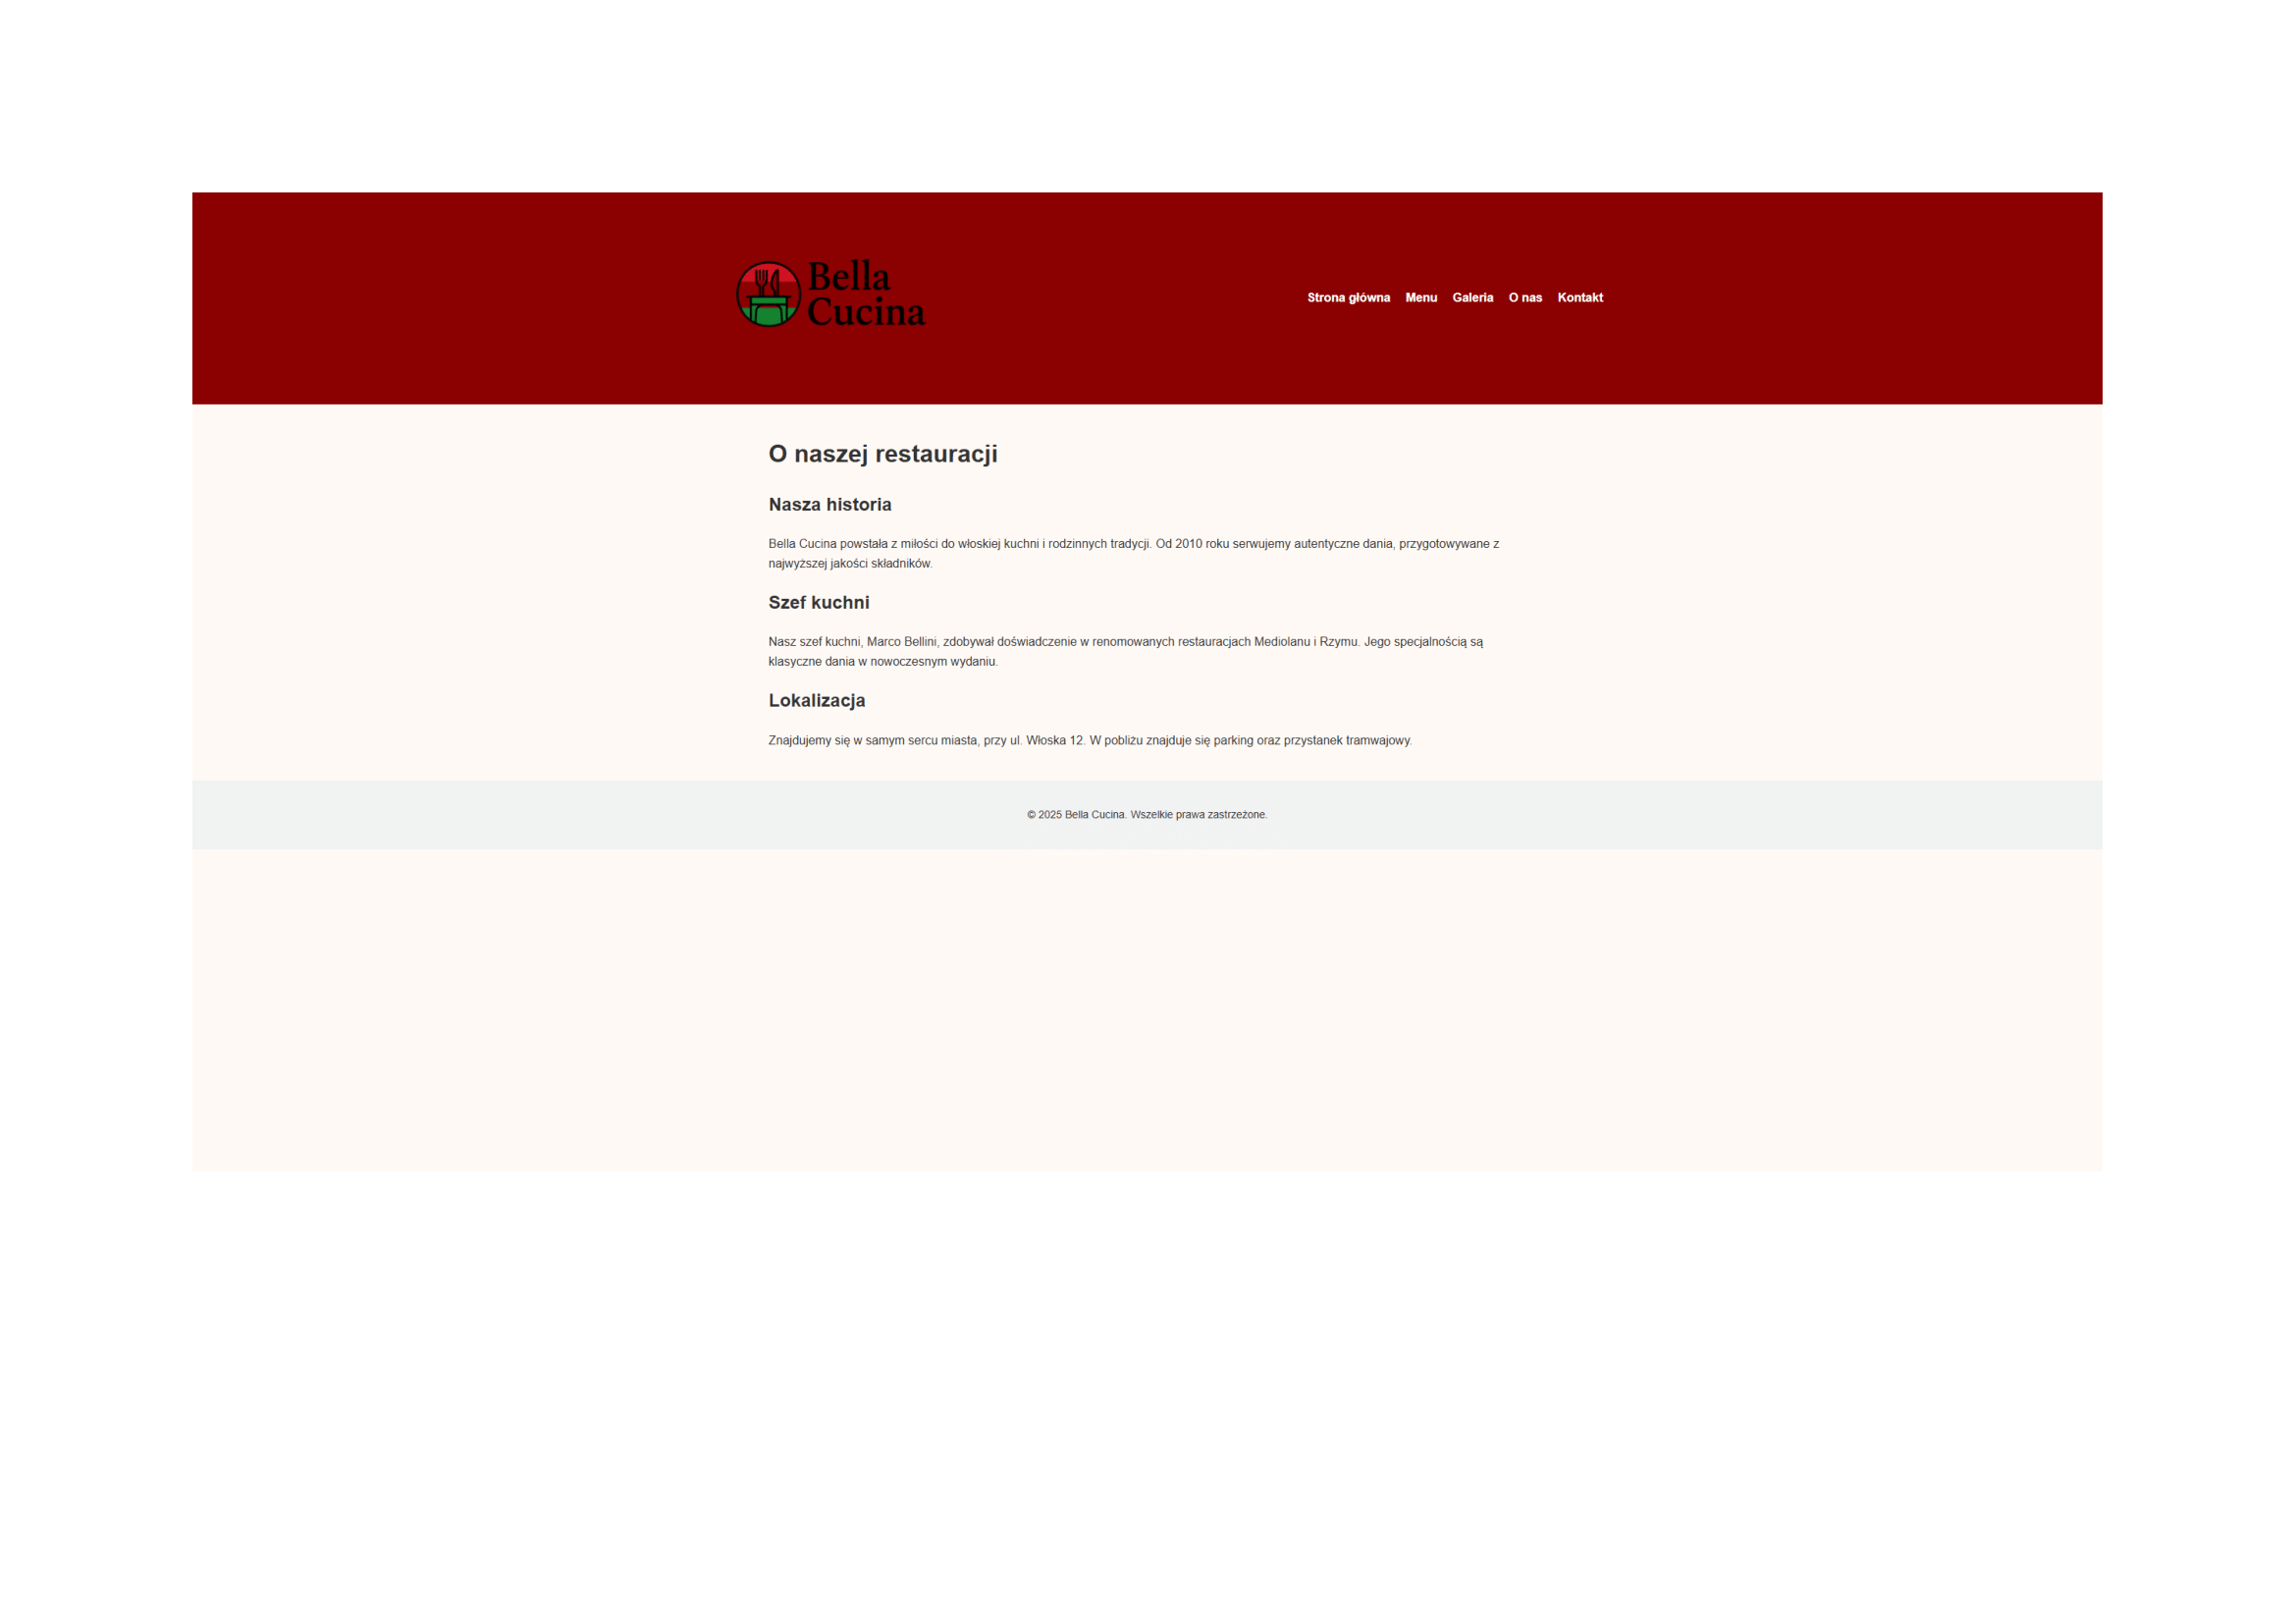 Bella
Cucina
Strona główna Menu Galeria O nas Kontakt
O naszej restauracji
Nasza historia
Bella Cucina powstała z miłości do włoskiej kuchni i rodzinnych tradycji. Od 2010 roku serwujemy autentyczne dania, przygotowywane z
najwyższej jakości składników.
Szef kuchni
Nasz szef kuchni, Marco Bellini, zdobywał doświadczenie w renomowanych restauracjach Mediolanu i Rzymu. Jego specjalnością są
klasyczne dania w nowoczesnym wydaniu.
Lokalizacja
Znajdujemy się w samym sercu miasta, przy ul. Włoska 12. W pobliżu znajduje się parking oraz przystanek tramwajowy.
© 2025 Bella Cucina. Wszelkie prawa zastrzeżone.